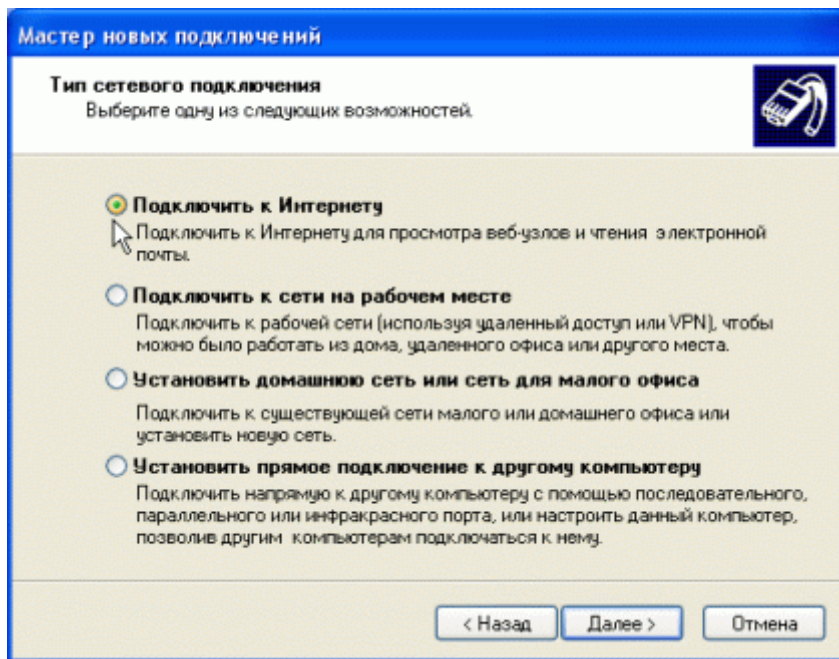 Мастер новых подключений
Тип сетевого подключения
Выберите одну из следующих возможностей.
Подключить к Интернету
Подключить к Интернету для просмотра веб-узлов и чтения электронной
почты.
Подключить к сети на рабочем месте
Подключить к рабочей сети (используя удаленный доступ или VPN), чтобы
можно было работать из дома, удаленного офиса или другого места.
Установить домашнюю сеть или сеть для малого офиса
Подключить к существующей сети малого или домашнего офиса или
установить новую сеть.
Установить прямое подключение к другому компьютеру
Подключить напрямую к другому компьютеру с помощью последовательного,
параллельного или инфракрасного порта, или настроить данный компьютер,
позволив другим компьютерам подключаться к нему.
< Назад Далее > Отмена